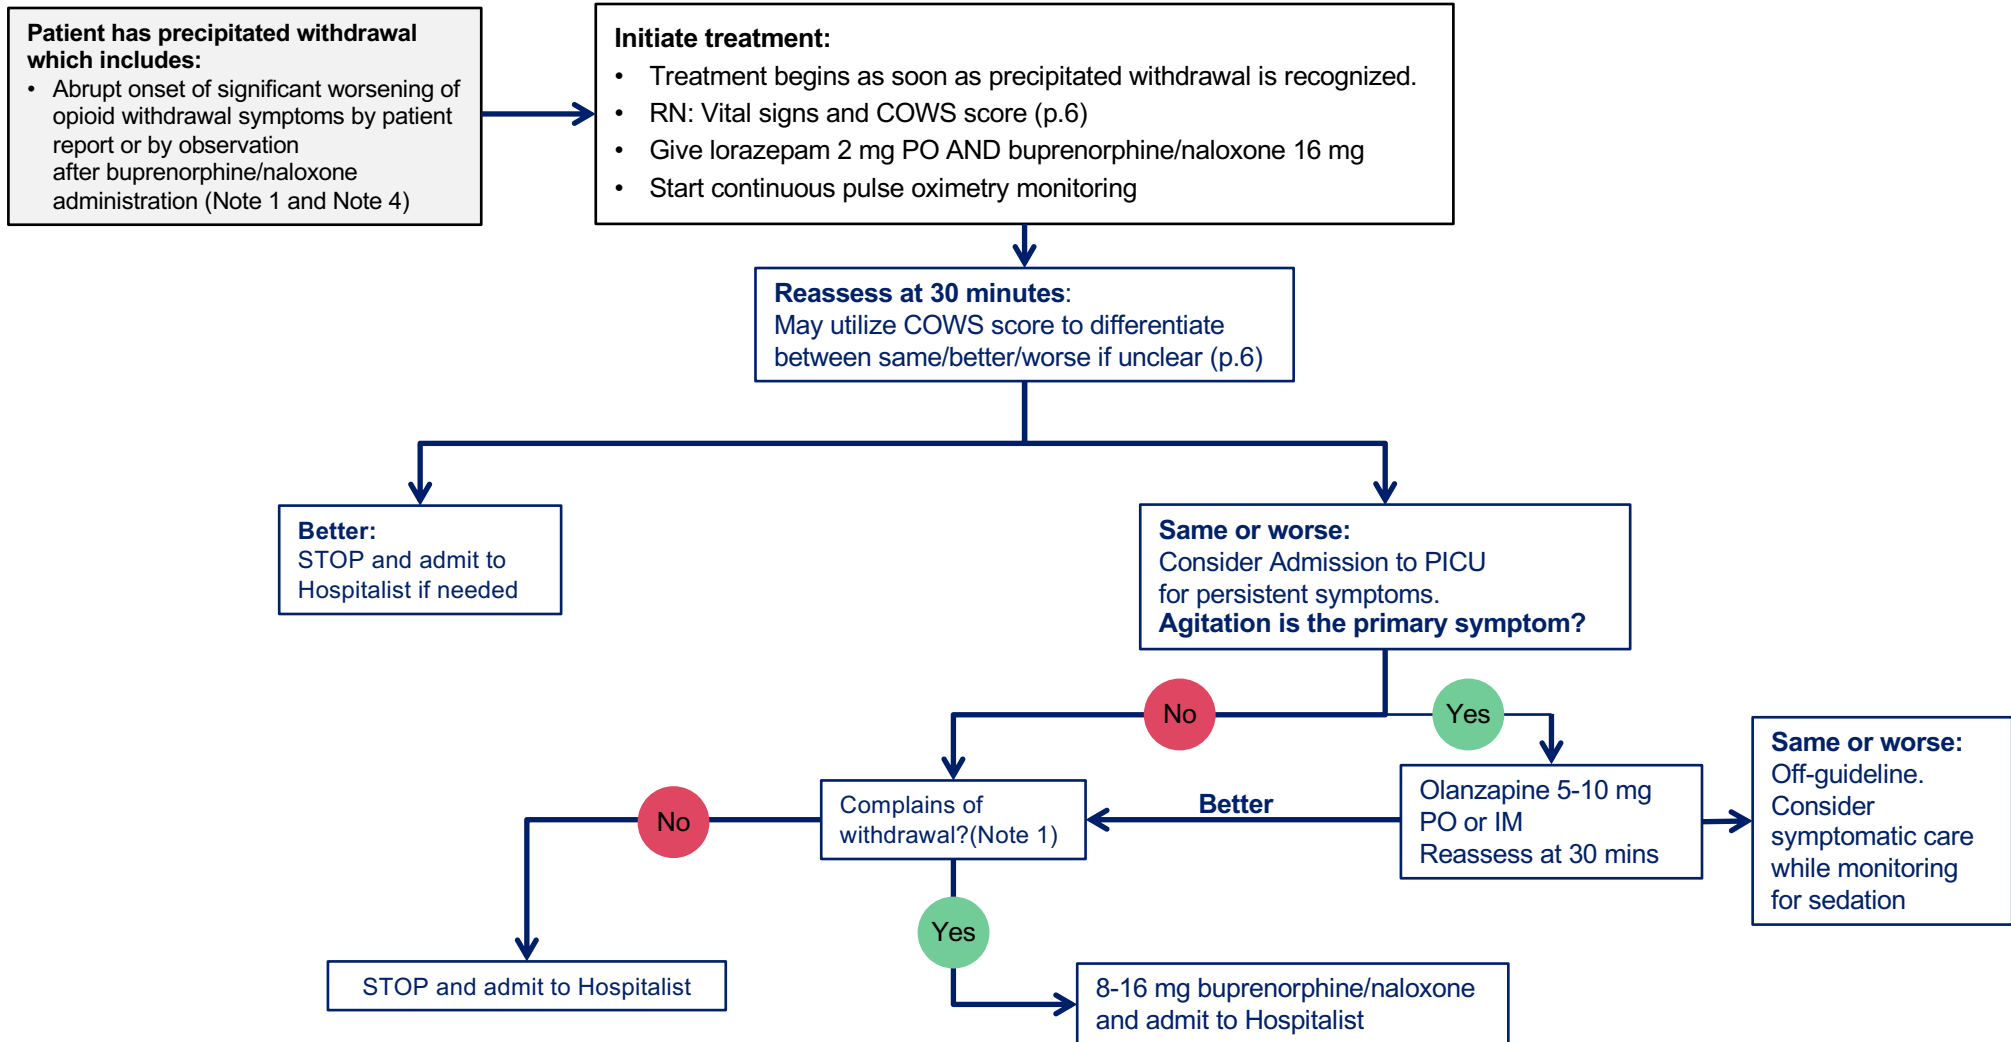 Patient has precipitated withdrawal
which includes:
• Abrupt onset of significant worsening of
opioid withdrawal symptoms by patient
report or by observation
after buprenorphine/naloxone
administration (Note 1 and Note 4)
Initiate treatment:
• Treatment begins as soon as precipitated withdrawal is recognized.
• RN: Vital signs and COWS score (p.6)
• Give lorazepam 2 mg PO AND buprenorphine/naloxone 16 mg
• Start continuous pulse oximetry monitoring
Reassess at 30 minutes:
May utilize COWS score to differentiate
between same/better/worse if unclear (p.6)
Better:
STOP and admit to
Hospitalist if needed
Same or worse:
Consider Admission to PICU
for persistent symptoms.
Agitation is the primary symptom?
No
Yes
Same or worse:
Off-guideline.
Consider
symptomatic care
while monitoring
for sedation
Olanzapine 5-10 mg
PO or IM
Reassess at 30 mins
Better
Complains of
withdrawal?(Note 1)
No
Yes
STOP and admit to Hospitalist
8-16 mg buprenorphine/naloxone
and admit to Hospitalist